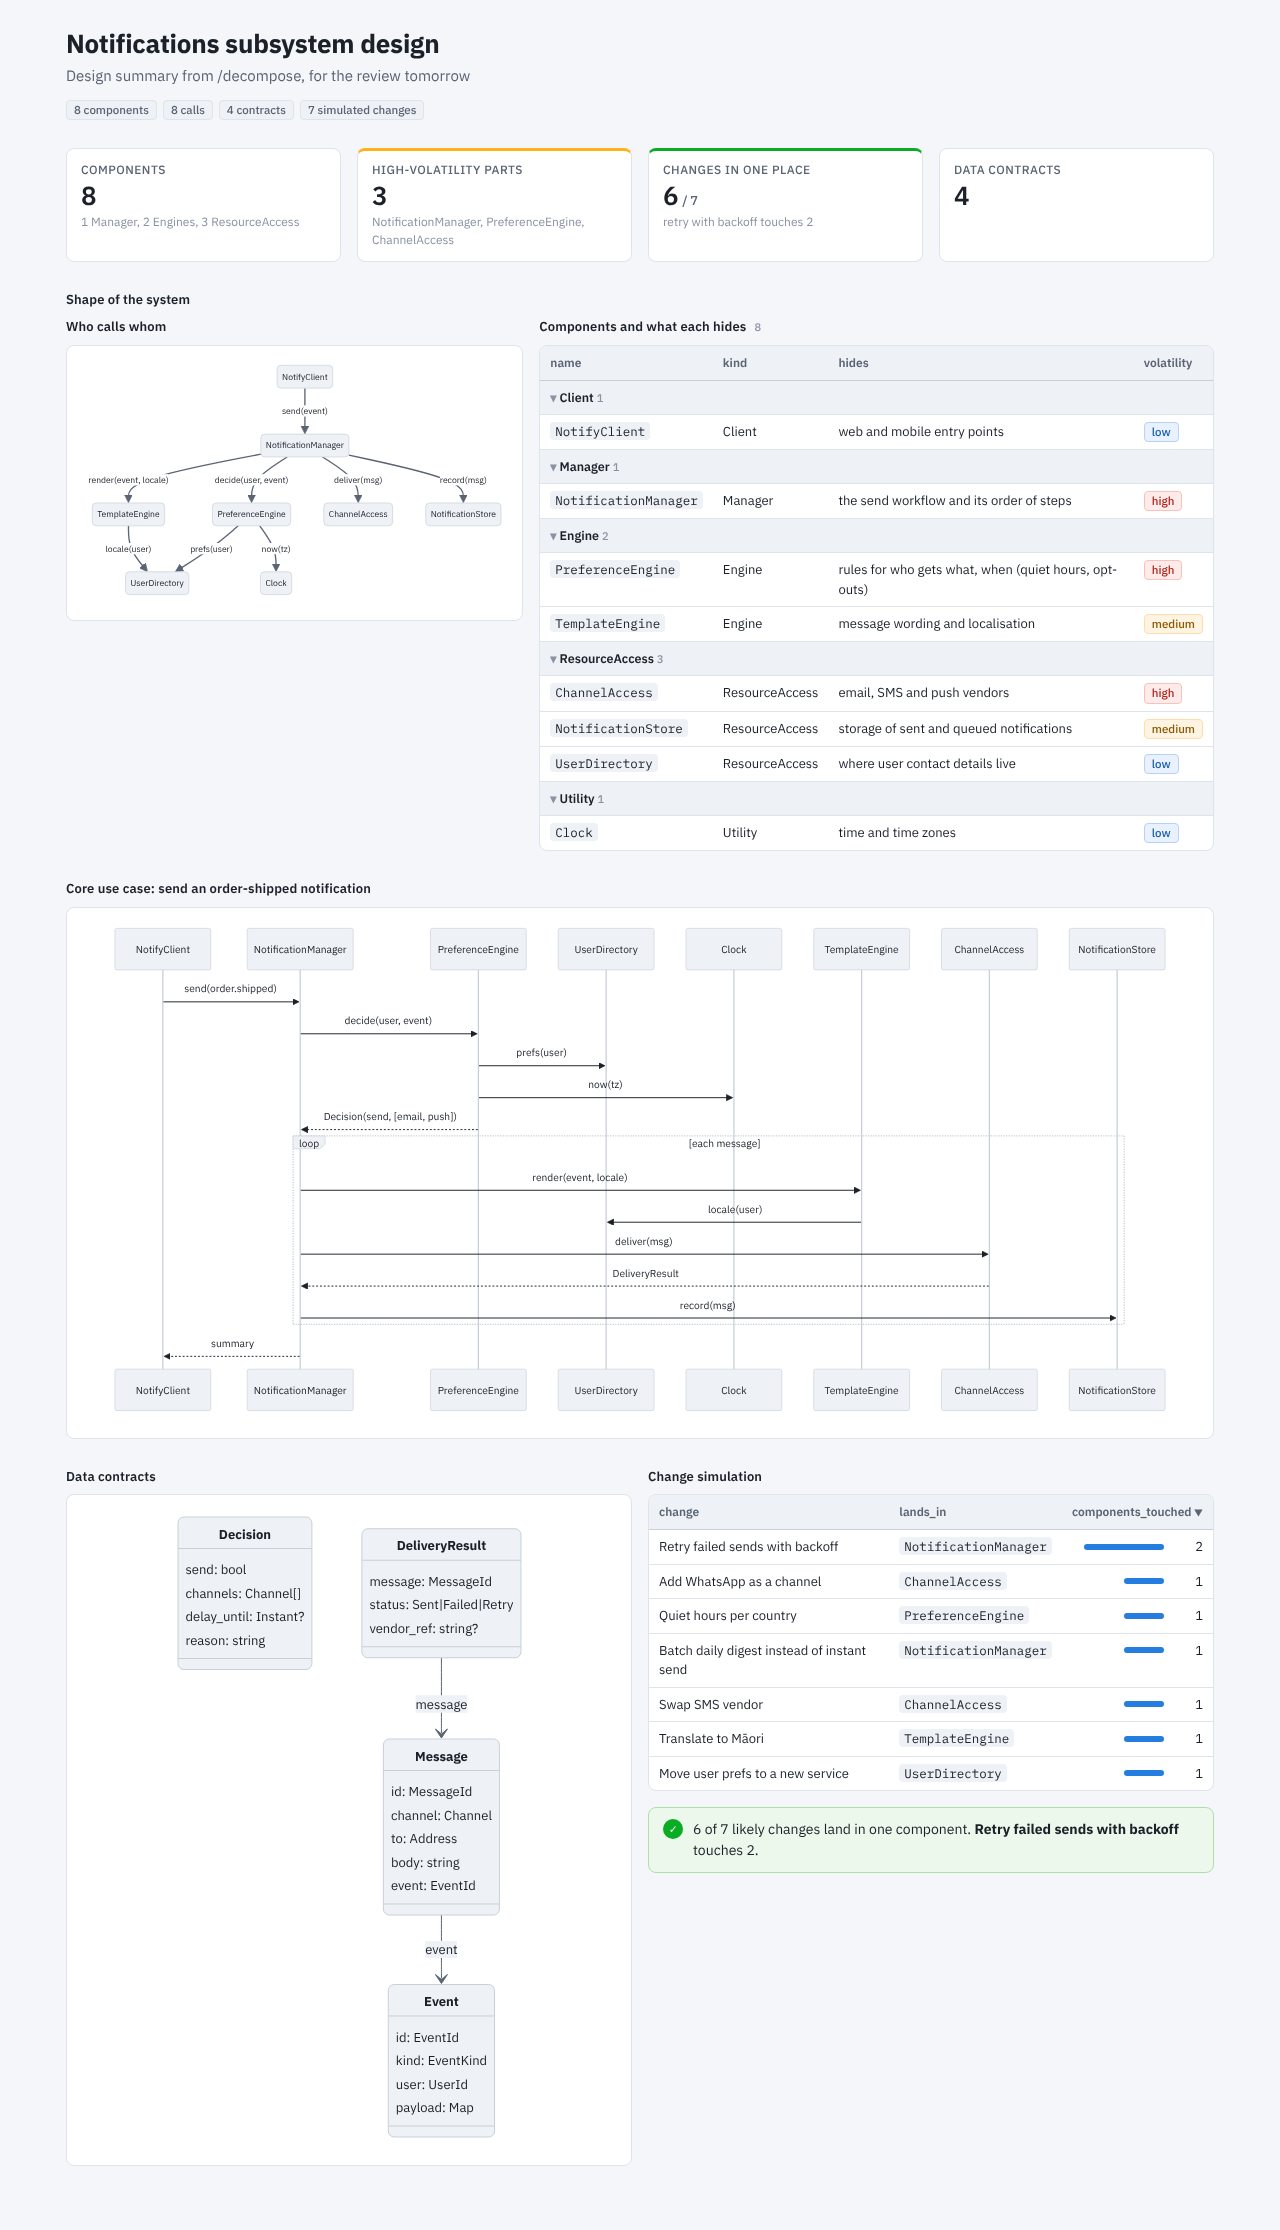 Notifications subsystem design
Design summary from /decompose, for the review tomorrow
8 components
8 calls
4 contracts
7 simulated changes
COMPONENTS
8
1 Manager, 2 Engines, 3 ResourceAccess
HIGH-VOLATILITY PARTS
3
NotificationManager, PreferenceEngine,
ChannelAccess
CHANGES IN ONE PLACE
6 / 7
retry with backoff touches 2
DATA CONTRACTS
4
Shape of the system
Who calls whom
NotifyClient
send(event)
NotificationManager
render(event, locale)
decide(user, event)
deliver(msg)
record(msg)
TemplateEngine
PreferenceEngine
ChannelAccess
NotificationStore
locale(user)
prefs(user)
now(tz)
UserDirectory
Clock
Components and what each hides 8
name kind hides volatility
▾ Client 1
NotifyClient Client web and mobile entry points low
▾ Manager 1
NotificationManager Manager the send workflow and its order of steps high
▾ Engine 2
PreferenceEngine Engine rules for who gets what, when (quiet hours, opt-
outs) high
TemplateEngine Engine message wording and localisation medium
▾ ResourceAccess 3
ChannelAccess ResourceAccess email, SMS and push vendors high
NotificationStore ResourceAccess storage of sent and queued notifications medium
UserDirectory ResourceAccess where user contact details live low
▾ Utility 1
Clock Utility time and time zones low
Core use case: send an order-shipped notification
NotifyClient NotificationManager PreferenceEngine UserDirectory Clock TemplateEngine ChannelAccess NotificationStore
send(order.shipped)
decide(user, event)
prefs(user)
now(tz)
Decision(send, [email, push])
loop [each message]
render(event, locale)
locale(user)
deliver(msg)
DeliveryResult
record(msg)
summary
NotifyClient NotificationManager PreferenceEngine UserDirectory Clock TemplateEngine ChannelAccess NotificationStore
Data contracts
Decision
send: bool
channels: Channel[]
delay_until: Instant?
reason: string
DeliveryResult
message: MessageId
status: Sent|Failed|Retry
vendor_ref: string?
message
Message
id: MessageId
channel: Channel
to: Address
body: string
event: EventId
event
Event
id: EventId
kind: EventKind
user: UserId
payload: Map
Change simulation
change lands_in components_touched ▼
Retry failed sends with backoff NotificationManager 2
Add WhatsApp as a channel ChannelAccess 1
Quiet hours per country PreferenceEngine 1
Batch daily digest instead of instant
send NotificationManager 1
Swap SMS vendor ChannelAccess 1
Translate to Māori TemplateEngine 1
Move user prefs to a new service UserDirectory 1
✓ 6 of 7 likely changes land in one component. Retry failed sends with backoff
touches 2.